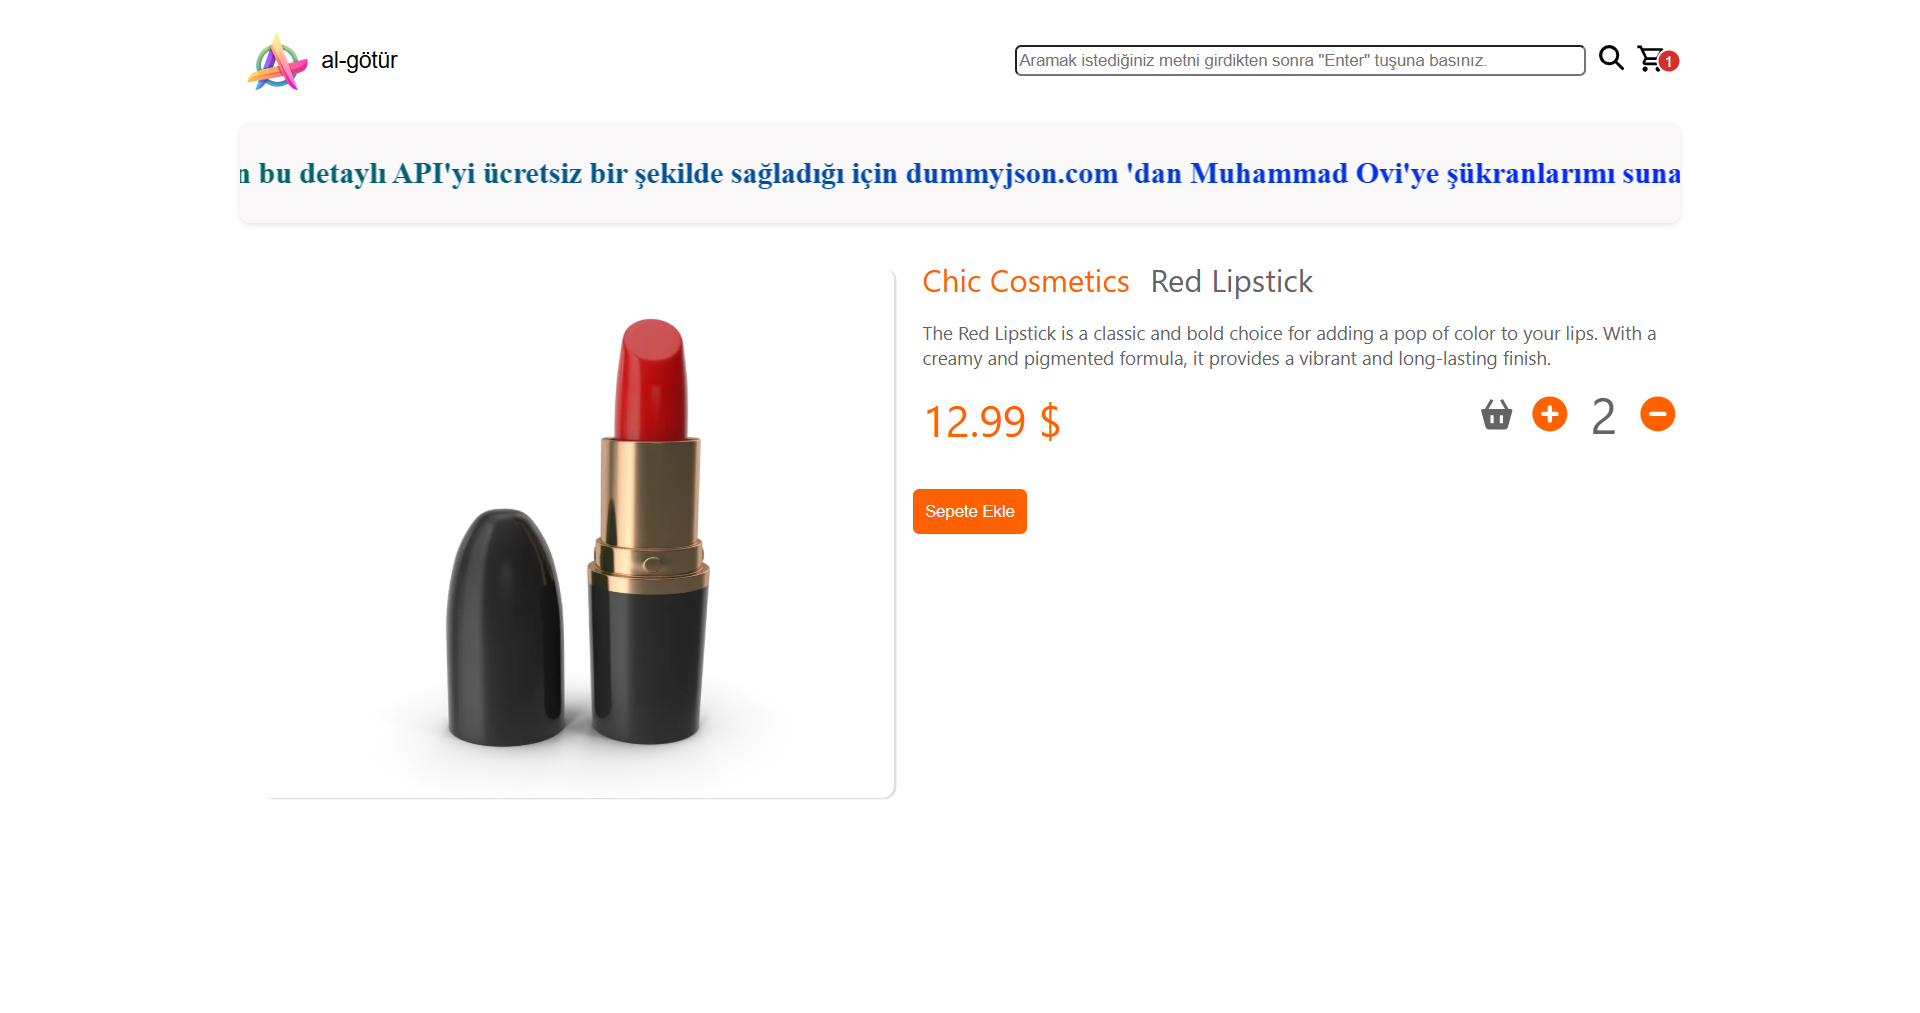 al-götür
Aramak istediğiniz metni girdikten sonra "Enter" tuşuna basınız.
1
bu detaylı API'yi ücretsiz bir şekilde sağladığı için dummyjson.com 'dan Muhammad Ovi'ye şükranlarımı suna
Chic Cosmetics Red Lipstick
The Red Lipstick is a classic and bold choice for adding a pop of color to your lips. With a
creamy and pigmented formula, it provides a vibrant and long-lasting finish.
12.99 $
2
Sepete Ekle